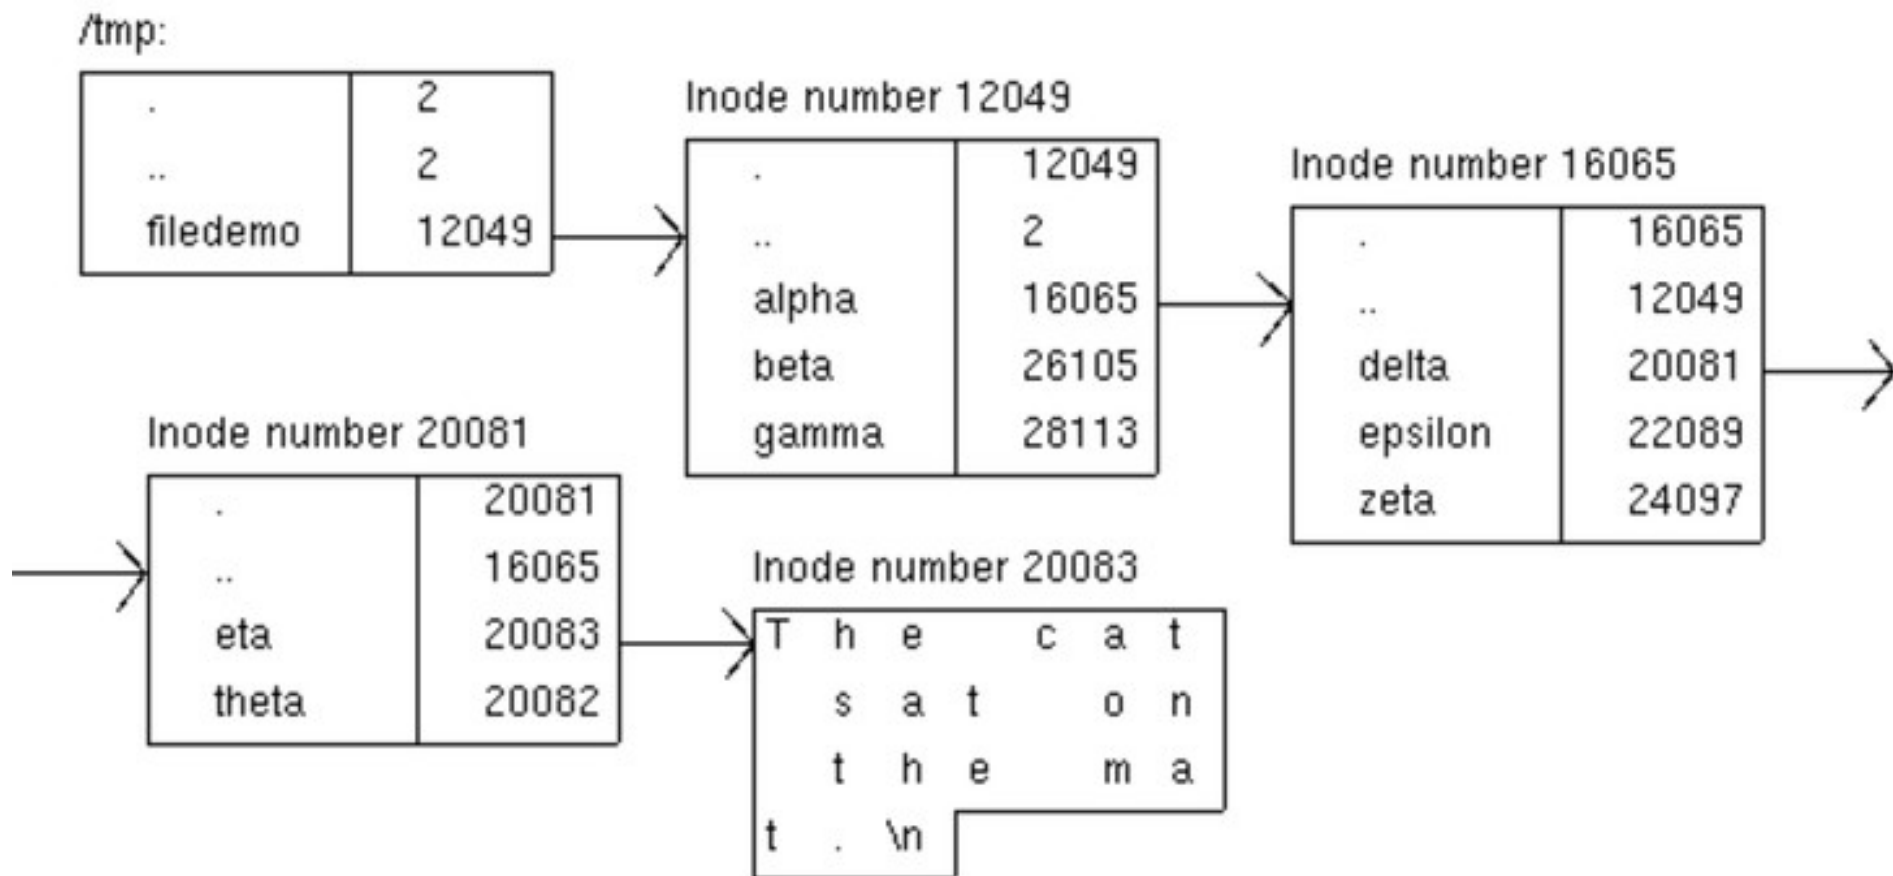 /tmp:
. 2
.. 2
filedemo 12049
Inode number 12049
. 12049
.. 2
alpha 16065
beta 26105
gamma 28113
Inode number 16065
. 16065
.. 12049
delta 20081
epsilon 22089
zeta 24097
Inode number 20081
. 20081
.. 16065
eta 20083
theta 20082
Inode number 20083
T h e   c a t
  s a t   o n
  t h e   m a
t . \n